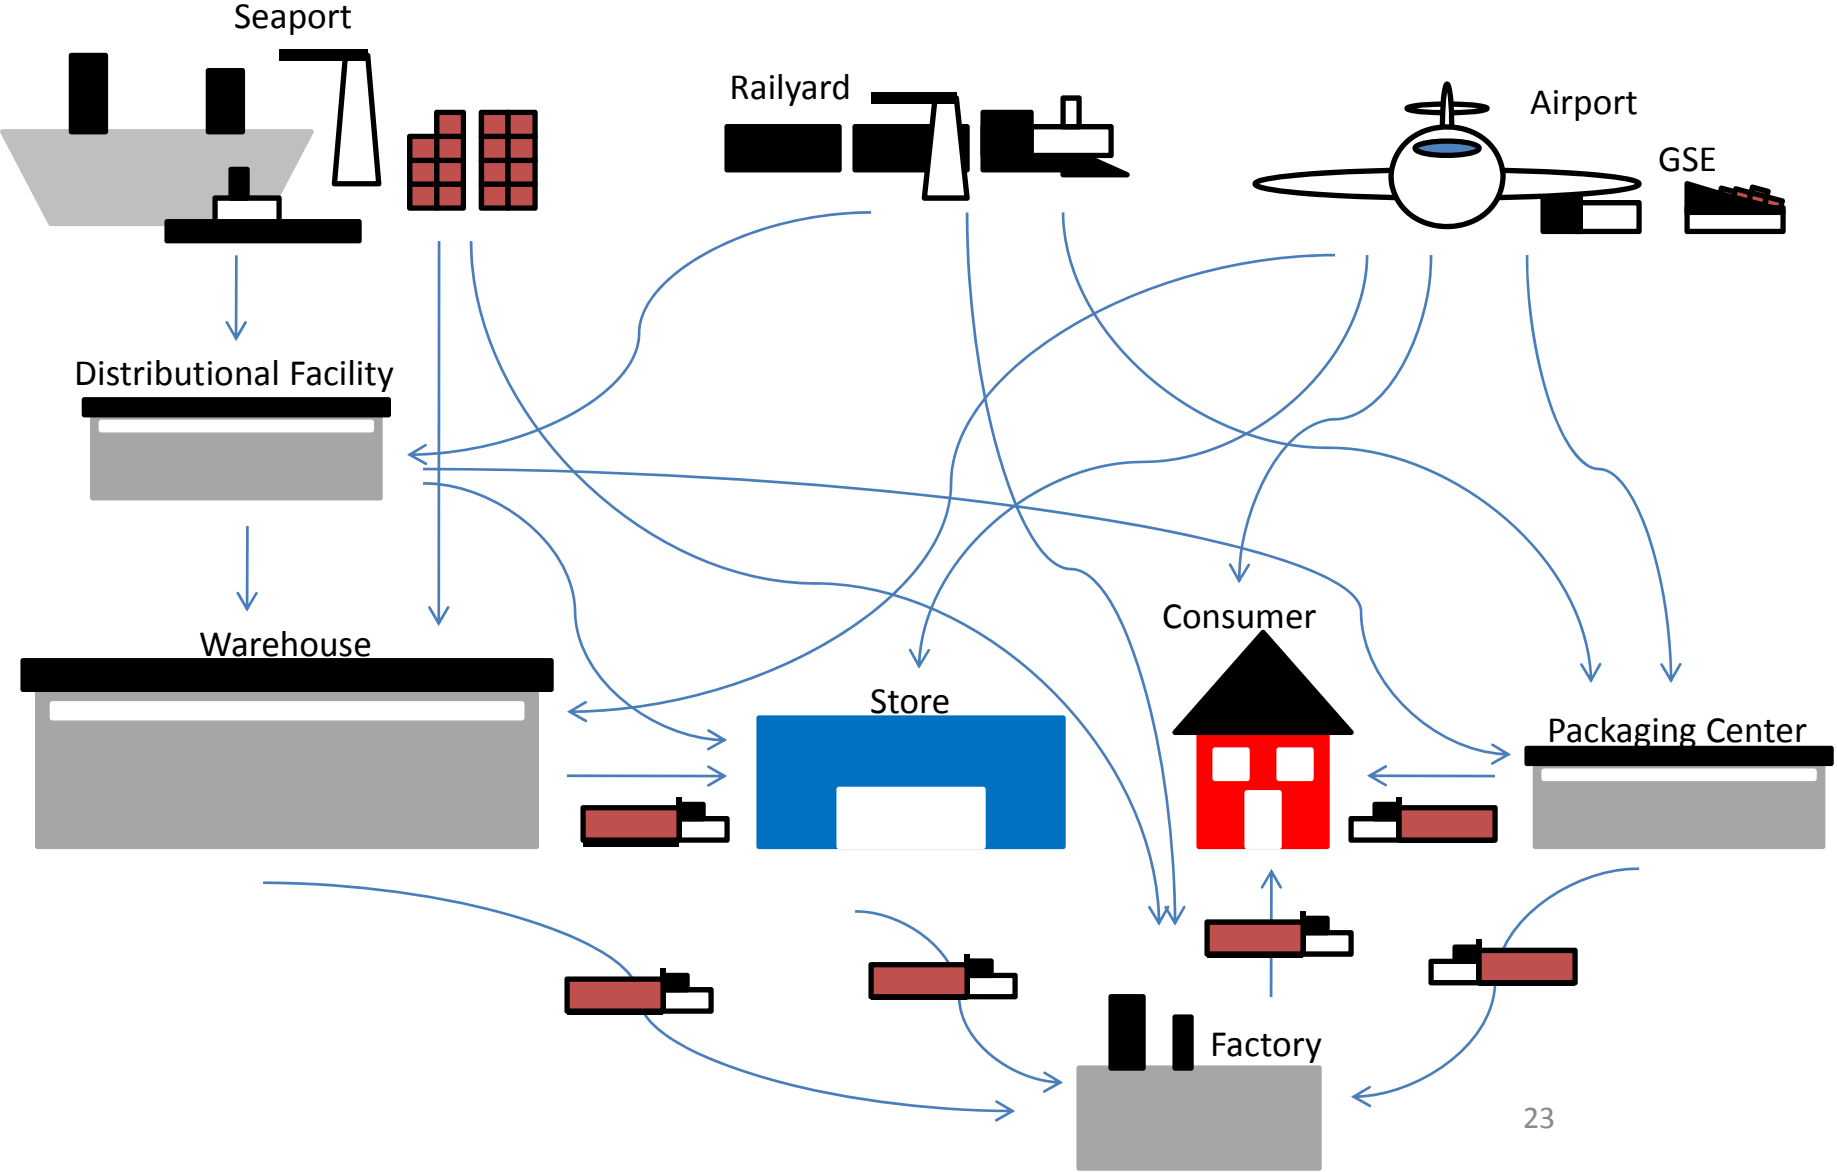 Seaport
Railyard
Airport
GSE
Distributional Facility
Consumer
Warehouse
Store
Packaging Center
Factory
23